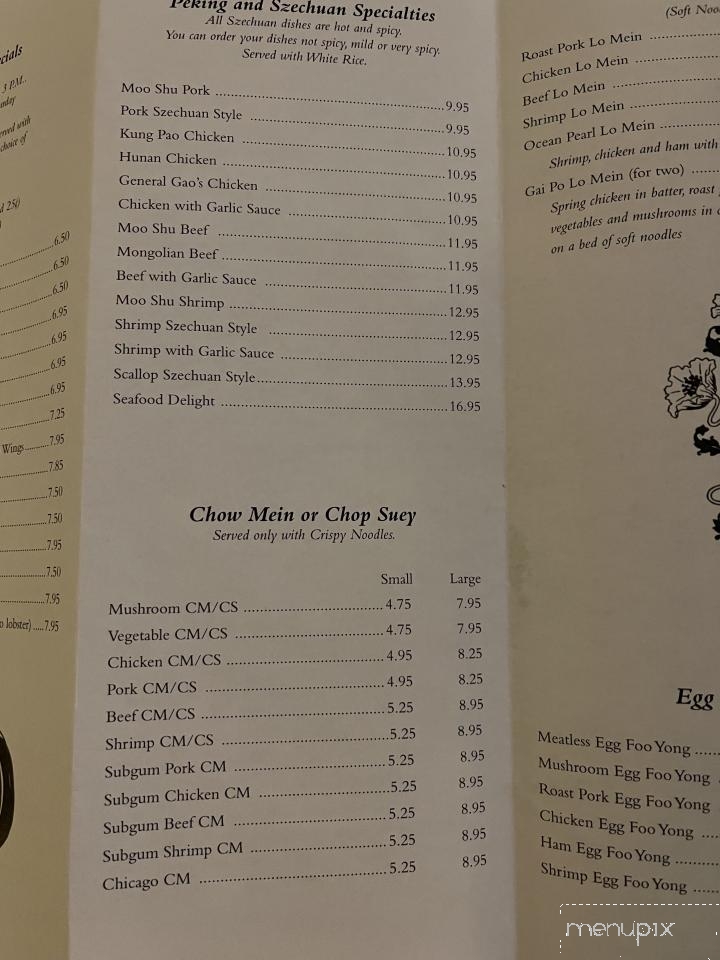 ecials
3 P.M..
erved with
choice of
d 250
6.50
6.50
6.50
6.95
6.95
6.95
6.95
7.25
Wings.........7.95
7.85
7.50
7.50
7.95
7.50
7.95
o lobster) .....7.95
Peking and Szechuan Specialties
All Szechuan dishes are hot and spicy.
You can order your dishes not spicy, mild or very spicy.
Served with White Rice.
Moo Shu Pork ..........9.95
Pork Szechuan Style ..........9.95
Kung Pao Chicken ..........10.95
Hunan Chicken ..........10.95
General Gao's Chicken ..........10.95
Chicken with Garlic Sauce ..........10.95
Moo Shu Beef ..........11.95
Mongolian Beef ..........11.95
Beef with Garlic Sauce ..........11.95
Moo Shu Shrimp ..........12.95
Shrimp Szechuan Style ..........12.95
Shrimp with Garlic Sauce ..........12.95
Scallop Szechuan Style..........13.95
Seafood Delight ..........16.95
Chow Mein or Chop Suey
Served only with Crispy Noodles.
Small Large
Mushroom CM/CS ..........4.75 7.95
Vegetable CM/CS ..........4.75 7.95
Chicken CM/CS ..........4.95 8.25
Pork CM/CS ..........4.95 8.25
Beef CM/CS ..........5.25 8.95
Shrimp CM/CS ..........5.25 8.95
Subgum Pork CM ..........5.25 8.95
Subgum Chicken CM ..........5.25 8.95
Subgum Beef CM ..........5.25 8.95
Subgum Shrimp CM ..........5.25 8.95
Chicago CM ..........5.25 8.95
(Soft Noo
Roast Pork Lo Mein ..........
Chicken Lo Mein ..........
Beef Lo Mein ..........
Shrimp Lo Mein ..........
Ocean Pearl Lo Mein ..........
Shrimp, chicken and ham with
Gai Po Lo Mein (for two) .......
Spring chicken in batter, roast
vegetables and mushrooms in
on a bed of soft noodles
Egg
Meatless Egg Foo Yong .....
Mushroom Egg Foo Yong
Roast Pork Egg Foo Yong
Chicken Egg Foo Yong ....
Ham Egg Foo Yong ..........
Shrimp Egg Foo Yong ......
menupix